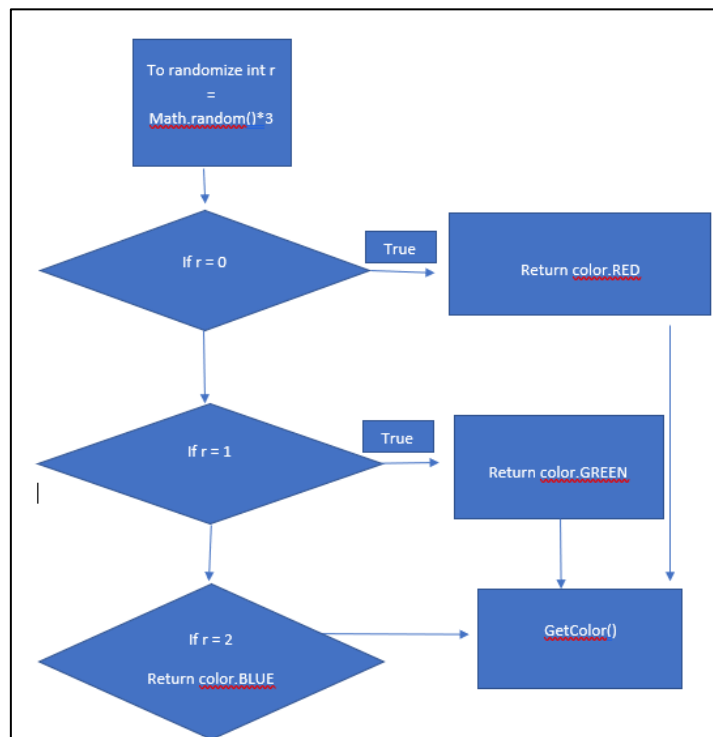 To randomize int r
=
Math.random()*3
If r = 0
True
Return color.RED
If r = 1
True
Return color.GREEN
If r = 2
Return color.BLUE
GetColor()